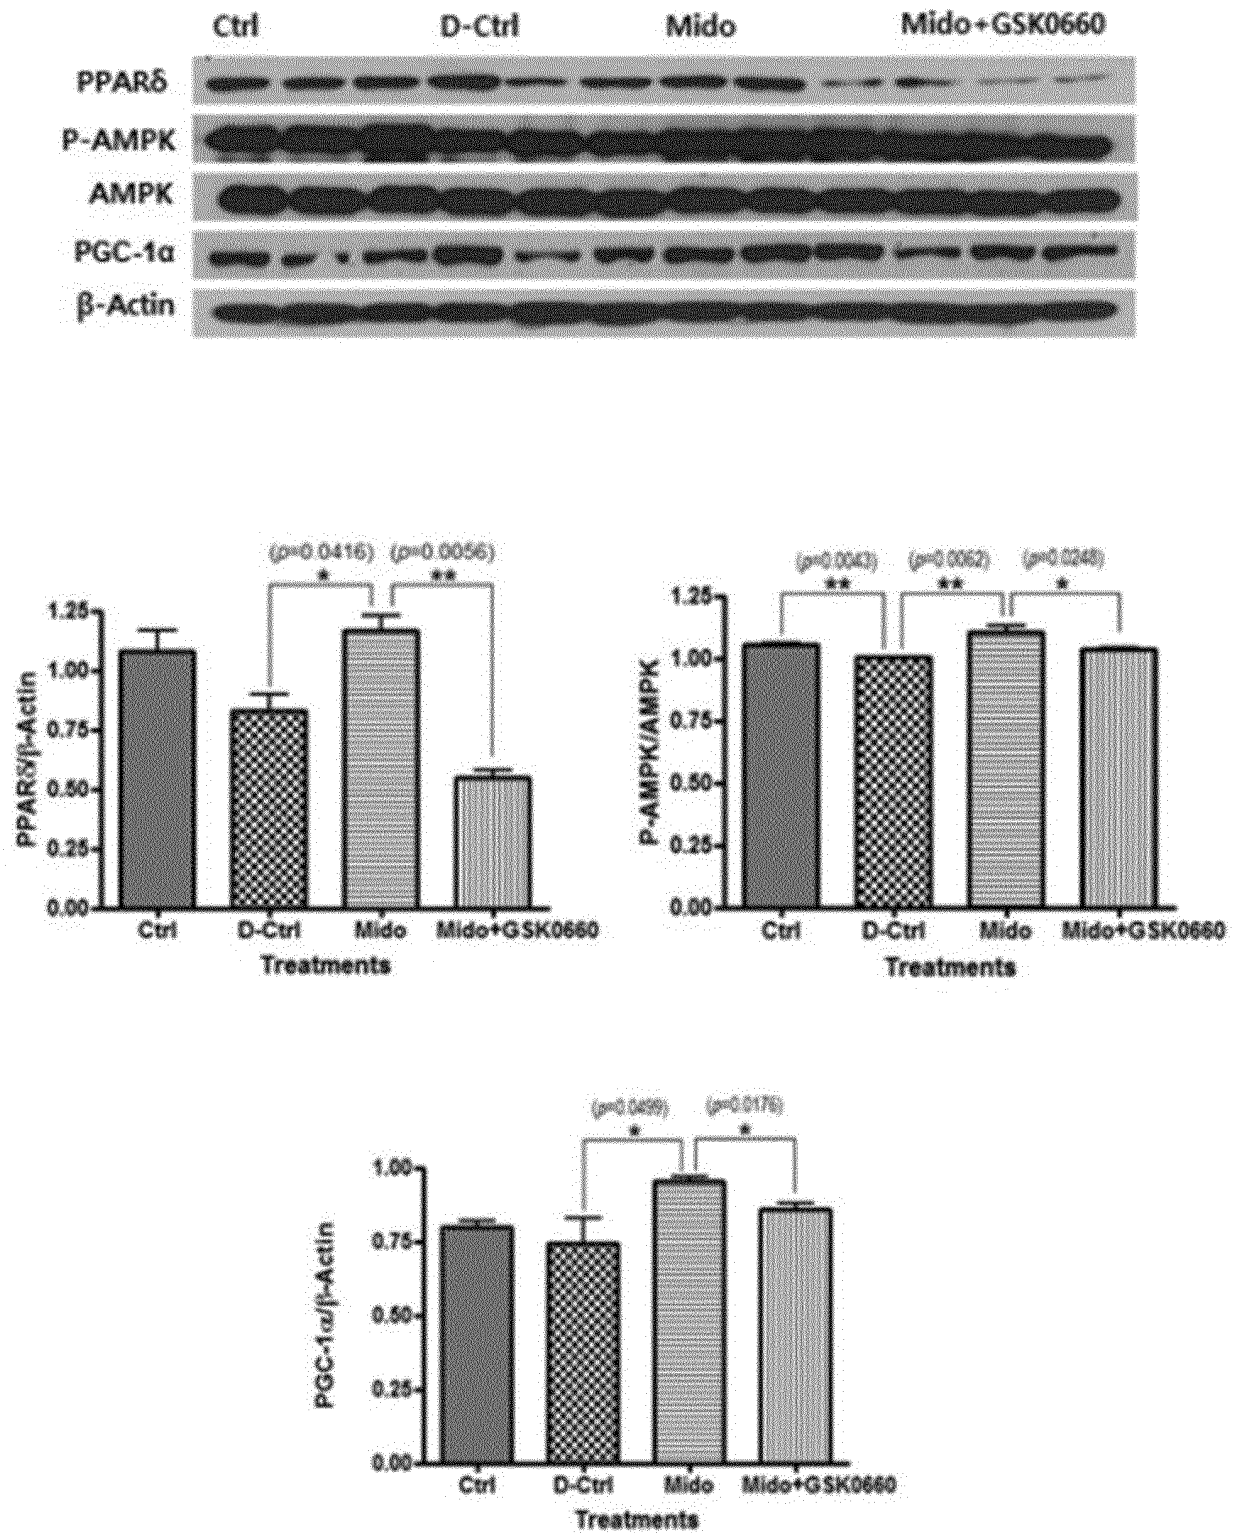 Ctrl D-Ctrl Mido Mido+GSK0660
PPARδ
P-AMPK
AMPK
PGC-1α
β-Actin
(p=0.0416) (p=0.0056)
* **
PPARδ/β-Actin
1.25
1.00
0.75
0.50
0.25
0.00
Ctrl D-Ctrl Mido Mido+GSK0660
Treatments
(p=0.0043) (p=0.0062) (p=0.0248)
** ** *
P-AMPK/AMPK
1.25
1.00
0.75
0.50
0.25
0.00
Ctrl D-Ctrl Mido Mido+GSK0660
Treatments
(p=0.0499) (p=0.0176)
* *
PGC-1α/β-Actin
1.00
0.75
0.50
0.25
0.00
Ctrl D-Ctrl Mido Mido+GSK0660
Treatments